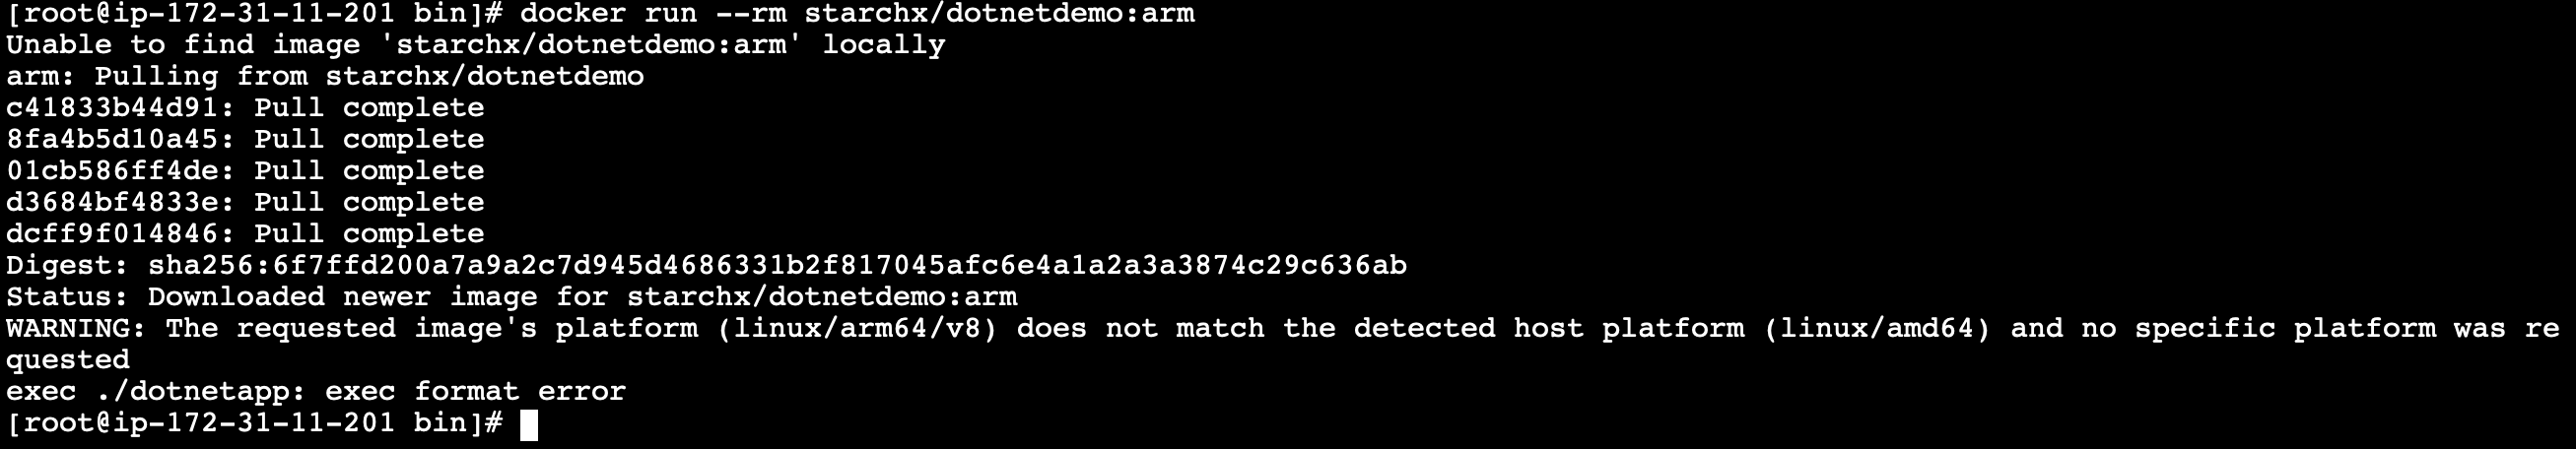 [root@ip-172-31-11-201 bin]# docker run --rm starchx/dotnetdemo:arm
Unable to find image 'starchx/dotnetdemo:arm' locally
arm: Pulling from starchx/dotnetdemo
c41833b44d91: Pull complete
8fa4b5d10a45: Pull complete
01cb586ff4de: Pull complete
d3684bf4833e: Pull complete
dcff9f014846: Pull complete
Digest: sha256:6f7ffd200a7a9a2c7d945d4686331b2f817045afc6e4a1a2a3a3874c29c636ab
Status: Downloaded newer image for starchx/dotnetdemo:arm
WARNING: The requested image's platform (linux/arm64/v8) does not match the detected host platform (linux/amd64) and no specific platform was re
quested
exec ./dotnetapp: exec format error
[root@ip-172-31-11-201 bin]#